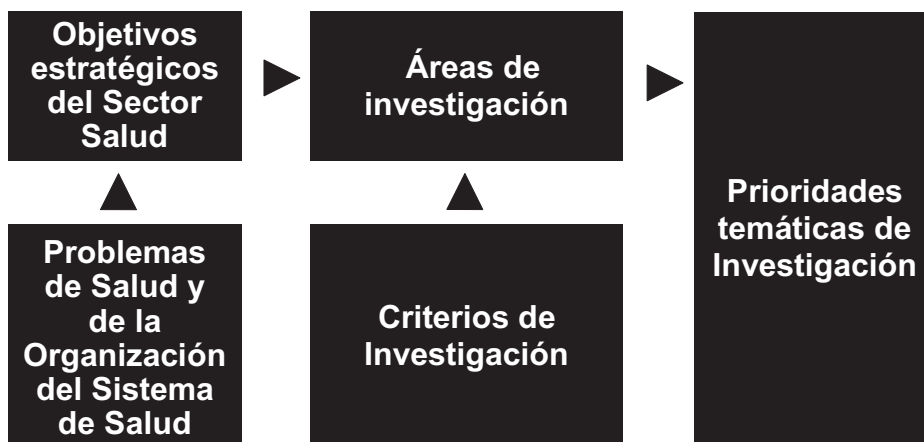 Objetivos
estratégicos
del Sector
Salud
Áreas de
investigación
Prioridades
temáticas de
Investigación
Problemas
de Salud y
de la
Organización
del Sistema
de Salud
Criterios de
Investigación